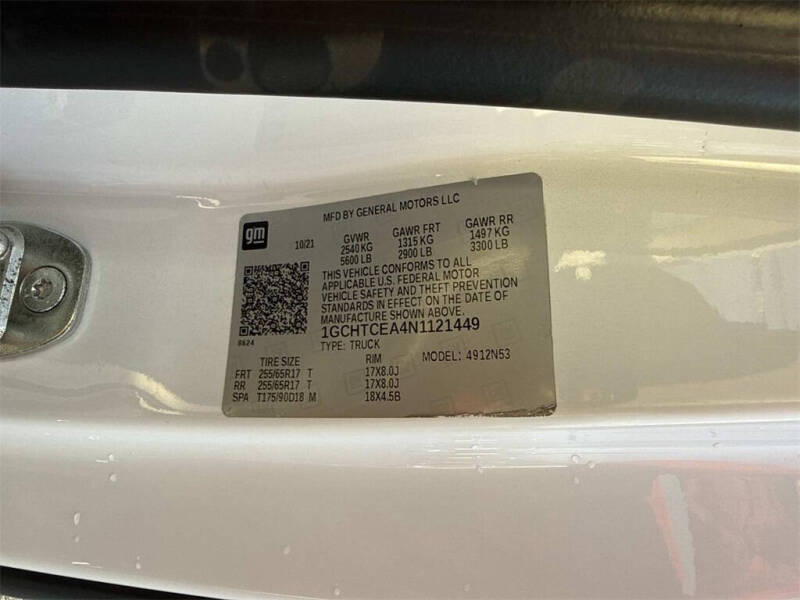 MFD BY GENERAL MOTORS LLC
gm
10/21
GVWR GAWR FRT GAWR RR
2540 KG 1315 KG 1497 KG
5600 LB 2900 LB 3300 LB
THIS VEHICLE CONFORMS TO ALL
APPLICABLE U.S. FEDERAL MOTOR
VEHICLE SAFETY AND THEFT PREVENTION
STANDARDS IN EFFECT ON THE DATE OF
MANUFACTURE SHOWN ABOVE.
8624
1GCHTCEA4N1121449
TYPE: TRUCK MODEL: 4912N53
TIRE SIZE RIM
FRT 255/65R17 T 17X8.0J
RR 255/65R17 T 17X8.0J
SPA T175/90D18 M 18X4.5B